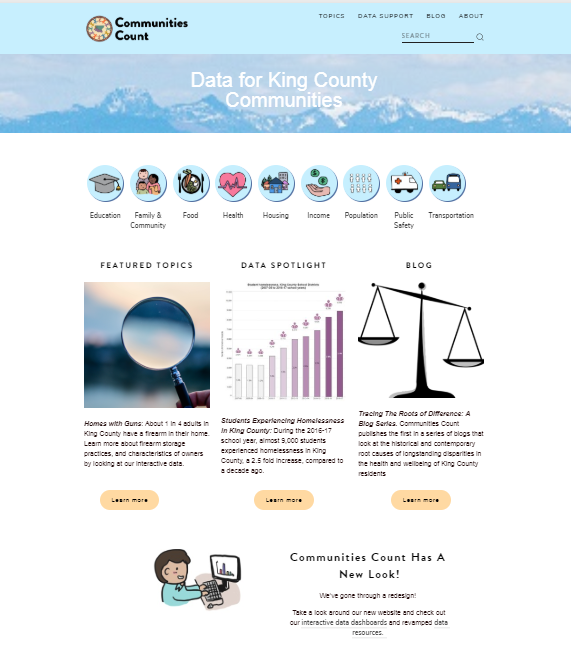 Communities
Count
TOPICS DATA SUPPORT BLOG ABOUT
SEARCH
Data for King County
Communities
Education
Family &
Community
Food
Health
Housing
Income
Population
Public
Safety
Transportation
FEATURED TOPICS
Homes with Guns: About 1 in 4 adults in
King County have a firearm in their home.
Learn more about firearm storage
practices, and characteristics of owners
by looking at our interactive data.
Learn more
DATA SPOTLIGHT
Students Experiencing Homelessness
in King County: During the 2016-17
school year, almost 9,000 students
experienced homelessness in King
County, a 2.5 fold increase, compared to
a decade ago.
Learn more
BLOG
Tracing The Roots of Difference: A
Blog Series. Communities Count
publishes the first in a series of blogs that
look at the historical and contemporary
root causes of longstanding disparities in
the health and wellbeing of King County
residents.
Learn more
Communities Count Has A
New Look!
We've gone through a redesign!
Take a look around our new website and check out
our interactive data dashboards and revamped data
resources.